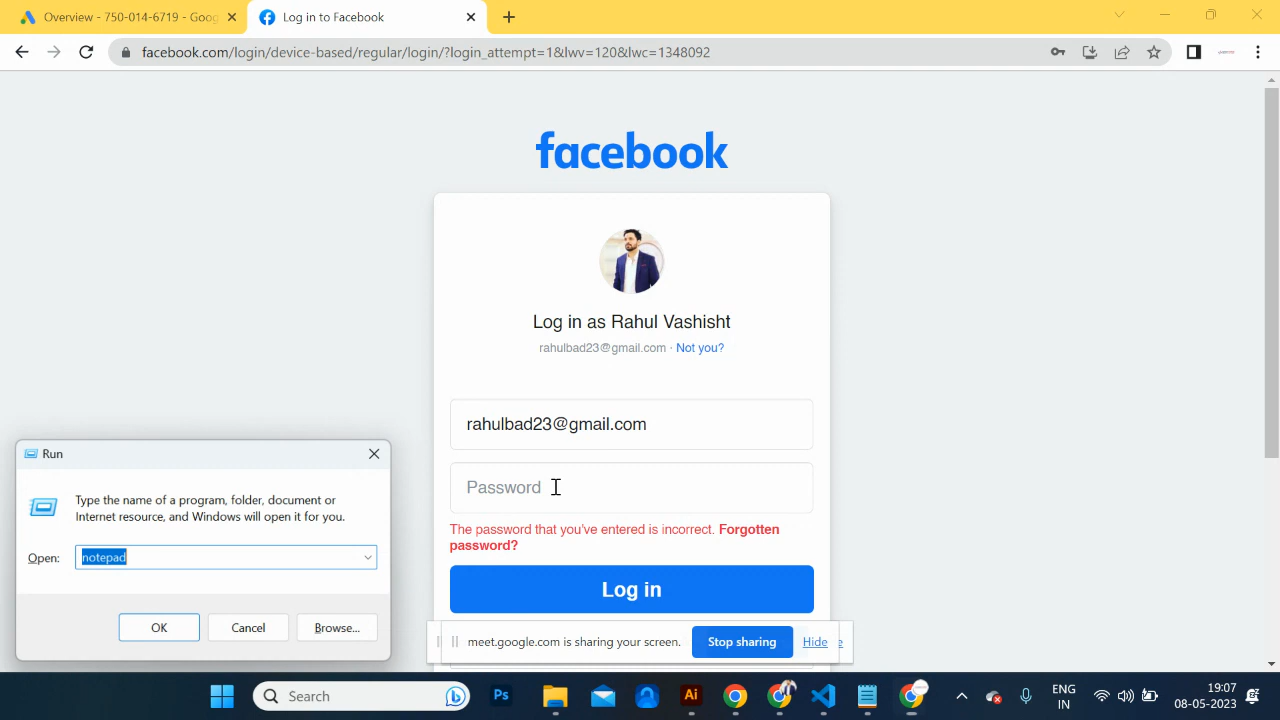 Overview - 750-014-6719 - Goog
Log in to Facebook
facebook.com/login/device-based/regular/login/?login_attempt=1&lwv=120&lwc=1348092
facebook
Log in as Rahul Vashisht
rahulbad23@gmail.com · Not you?
rahulbad23@gmail.com
Password
The password that you've entered is incorrect. Forgotten
password?
Log in
Run
Type the name of a program, folder, document or
Internet resource, and Windows will open it for you.
Open: notepad
OK Cancel Browse...
meet.google.com is sharing your screen. Stop sharing Hide e
Search
Ps
Ai
ENG
IN
19:07
08-05-2023